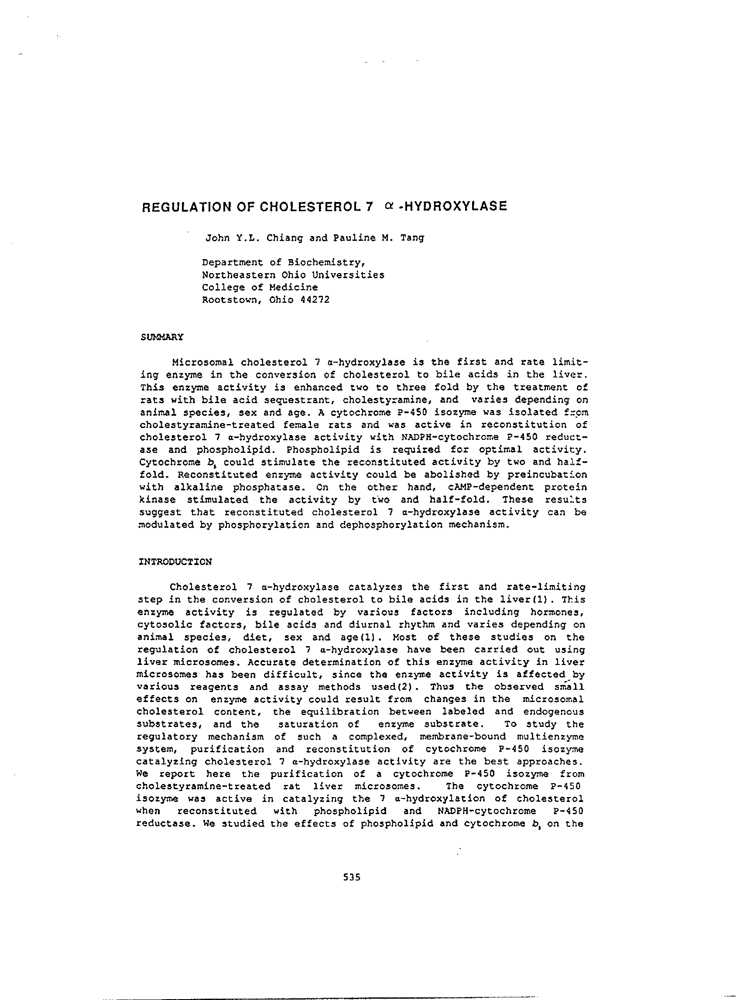 REGULATION OF CHOLESTEROL 7 α -HYDROXYLASE
John Y.L. Chiang and Pauline M. Tang
Department of Biochemistry,
Northeastern Ohio Universities
College of Medicine
Rootstown, Ohio 44272
SUMMARY
Microsomal cholesterol 7 α-hydroxylase is the first and rate limit-
ing enzyme in the conversion of cholesterol to bile acids in the liver.
This enzyme activity is enhanced two to three fold by the treatment of
rats with bile acid sequestrant, cholestyramine, and varies depending on
animal species, sex and age. A cytochrome P-450 isozyme was isolated from
cholestyramine-treated female rats and was active in reconstitution of
cholesterol 7 α-hydroxylase activity with NADPH-cytochrome P-450 reduct-
ase and phospholipid. Phospholipid is required for optimal activity.
Cytochrome b₅ could stimulate the reconstituted activity by two and half-
fold. Reconstituted enzyme activity could be abolished by preincubation
with alkaline phosphatase. On the other hand, cAMP-dependent protein
kinase stimulated the activity by two and half-fold. These results
suggest that reconstituted cholesterol 7 α-hydroxylase activity can be
modulated by phosphorylation and dephosphorylation mechanism.
INTRODUCTION
Cholesterol 7 α-hydroxylase catalyzes the first and rate-limiting
step in the conversion of cholesterol to bile acids in the liver(1). This
enzyme activity is regulated by various factors including hormones,
cytosolic factors, bile acids and diurnal rhythm and varies depending on
animal species, diet, sex and age(1). Most of these studies on the
regulation of cholesterol 7 α-hydroxylase have been carried out using
liver microsomes. Accurate determination of this enzyme activity in liver
microsomes has been difficult, since the enzyme activity is affected by
various reagents and assay methods used(2). Thus the observed small
effects on enzyme activity could result from changes in the microsomal
cholesterol content, the equilibration between labeled and endogenous
substrates, and the saturation of enzyme substrate. To study the
regulatory mechanism of such a complexed, membrane-bound multienzyme
system, purification and reconstitution of cytochrome P-450 isozyme
catalyzing cholesterol 7 α-hydroxylase activity are the best approaches.
We report here the purification of a cytochrome P-450 isozyme from
cholestyramine-treated rat liver microsomes. The cytochrome P-450
isozyme was active in catalyzing the 7 α-hydroxylation of cholesterol
when reconstituted with phospholipid and NADPH-cytochrome P-450
reductase. We studied the effects of phospholipid and cytochrome b₅ on the
535